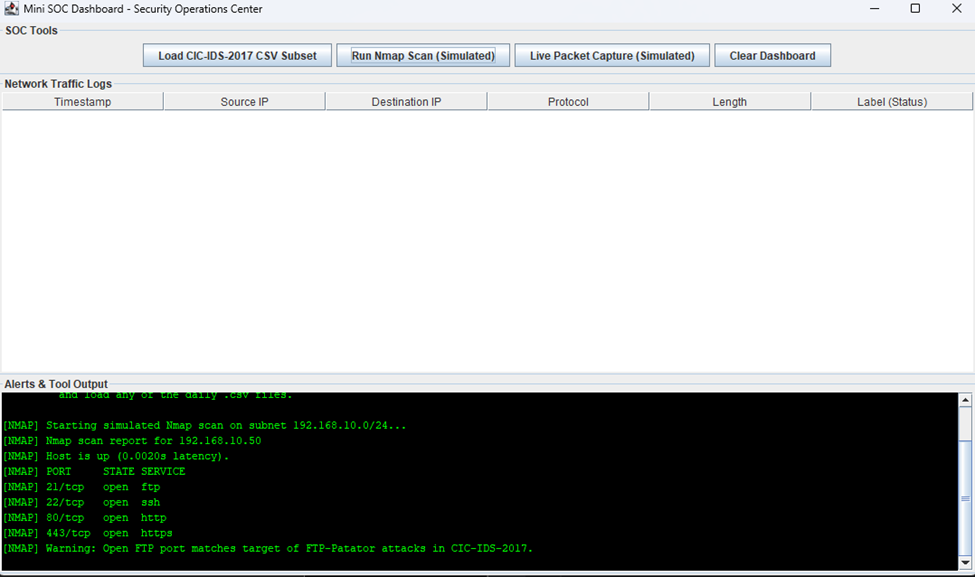 Mini SOC Dashboard - Security Operations Center
SOC Tools
Load CIC-IDS-2017 CSV Subset
Run Nmap Scan (Simulated)
Live Packet Capture (Simulated)
Clear Dashboard
Network Traffic Logs
Timestamp Source IP Destination IP Protocol Length Label (Status)
Alerts & Tool Output
and load any of the daily .csv files.
[NMAP] Starting simulated Nmap scan on subnet 192.168.10.0/24...
[NMAP] Nmap scan report for 192.168.10.50
[NMAP] Host is up (0.0020s latency).
[NMAP] PORT     STATE SERVICE
[NMAP] 21/tcp   open  ftp
[NMAP] 22/tcp   open  ssh
[NMAP] 80/tcp   open  http
[NMAP] 443/tcp  open  https
[NMAP] Warning: Open FTP port matches target of FTP-Patator attacks in CIC-IDS-2017.